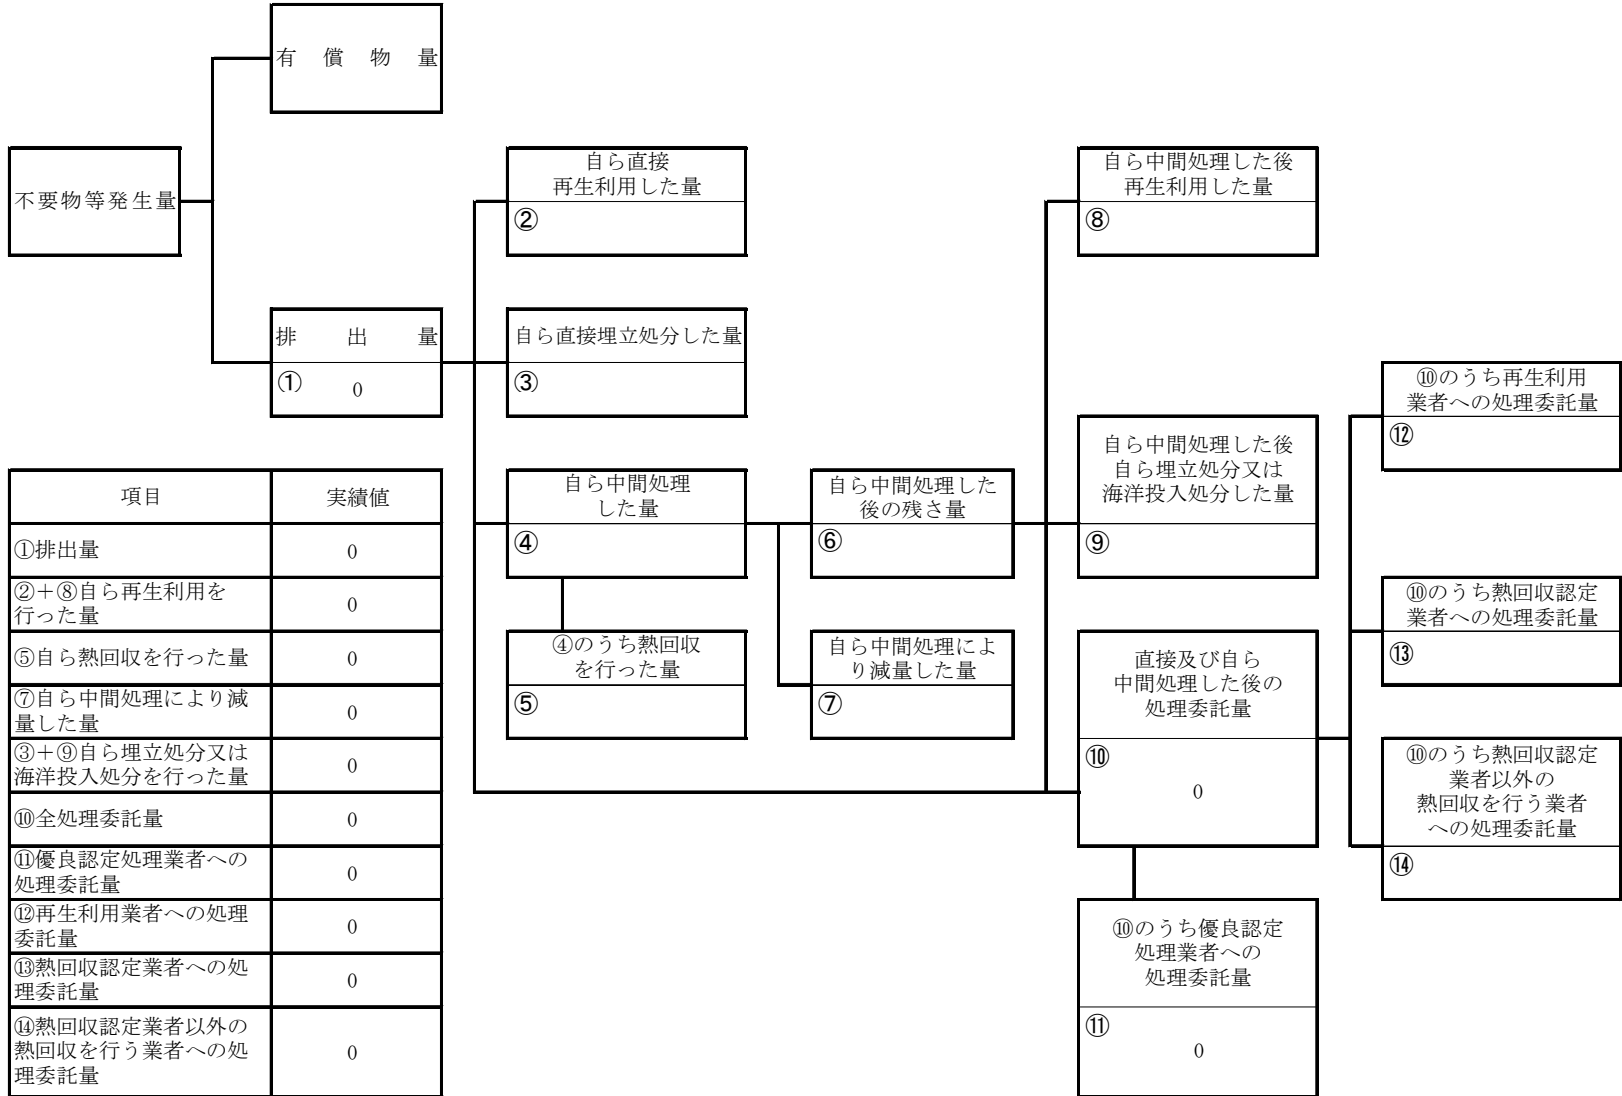 有償物量
不要物等発生量
排出量
① 0
自ら直接
再生利用した量
②
自ら直接埋立処分した量
③
自ら中間処理
した量
④
④のうち熱回収
を行った量
⑤
自ら中間処理した
後の残さ量
⑥
自ら中間処理によ
り減量した量
⑦
自ら中間処理した後
再生利用した量
⑧
自ら中間処理した後
自ら埋立処分又は
海洋投入処分した量
⑨
直接及び自ら
中間処理した後の
処理委託量
⑩
0
⑩のうち優良認定
処理業者への
処理委託量
⑪
0
⑩のうち再生利用
業者への処理委託量
⑫
⑩のうち熱回収認定
業者への処理委託量
⑬
⑩のうち熱回収認定
業者以外の
熱回収を行う業者
への処理委託量
⑭
項目 実績値
①排出量 0
②+⑧自ら再生利用を
行った量 0
⑤自ら熱回収を行った量 0
⑦自ら中間処理により減
量した量 0
③+⑨自ら埋立処分又は
海洋投入処分を行った量 0
⑩全処理委託量 0
⑪優良認定処理業者への
処理委託量 0
⑫再生利用業者への処理
委託量 0
⑬熱回収認定業者への処
理委託量 0
⑭熱回収認定業者以外の
熱回収を行う業者への処
理委託量 0